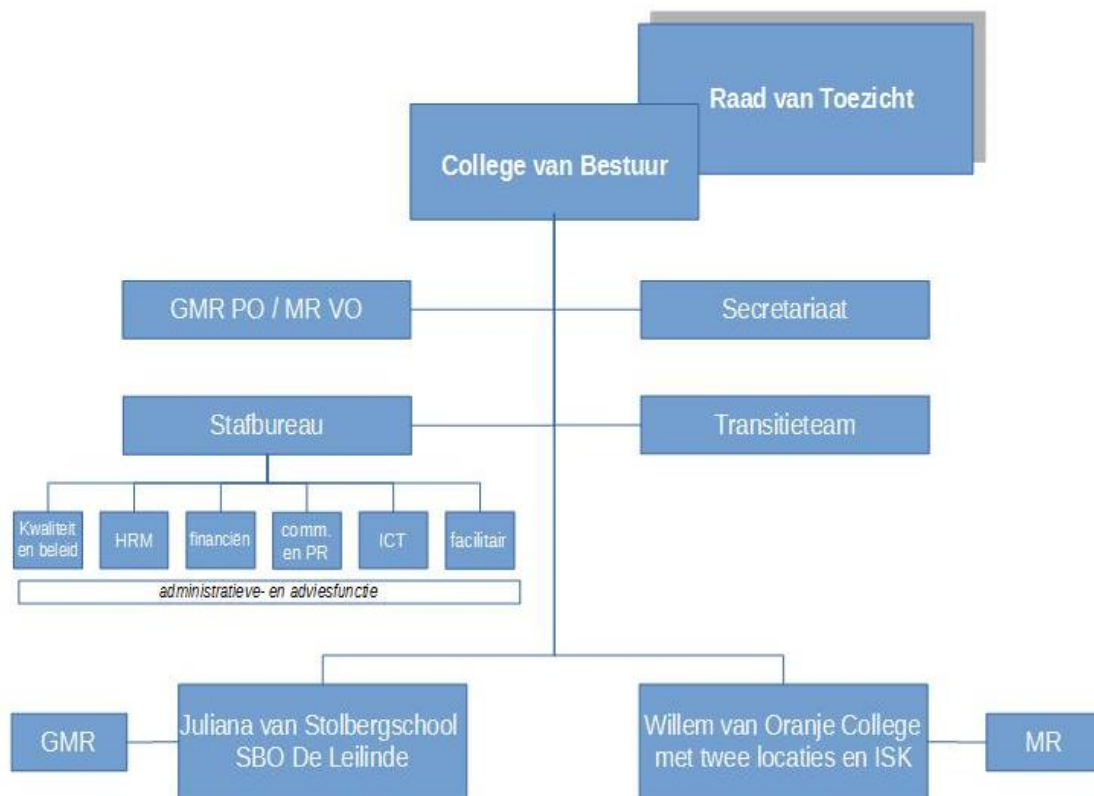 Raad van Toezicht
College van Bestuur
GMR PO / MR VO
Secretariaat
Stafbureau
Transitieteam
Kwaliteit
en beleid
HRM
financiën
comm.
en PR
ICT
facilitair
administratieve- en adviesfunctie
Juliana van Stolbergschool
SBO De Leilinde
Willem van Oranje College
met twee locaties en ISK
GMR
MR